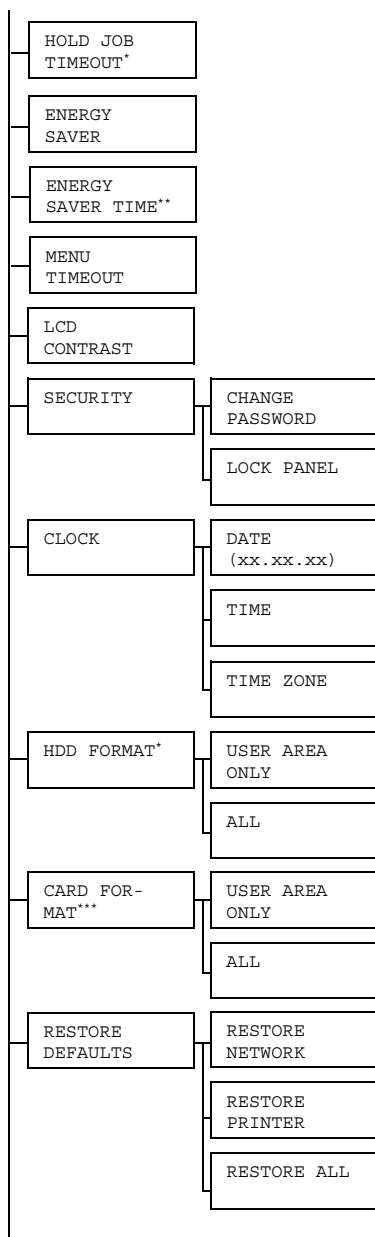 HOLD JOB
TIMEOUT*
ENERGY
SAVER
ENERGY
SAVER TIME**
MENU
TIMEOUT
LCD
CONTRAST
SECURITY
CHANGE
PASSWORD
LOCK PANEL
CLOCK
DATE
(xx.xx.xx)
TIME
TIME ZONE
HDD FORMAT*
USER AREA
ONLY
ALL
CARD FOR-
MAT***
USER AREA
ONLY
ALL
RESTORE
DEFAULTS
RESTORE
NETWORK
RESTORE
PRINTER
RESTORE ALL